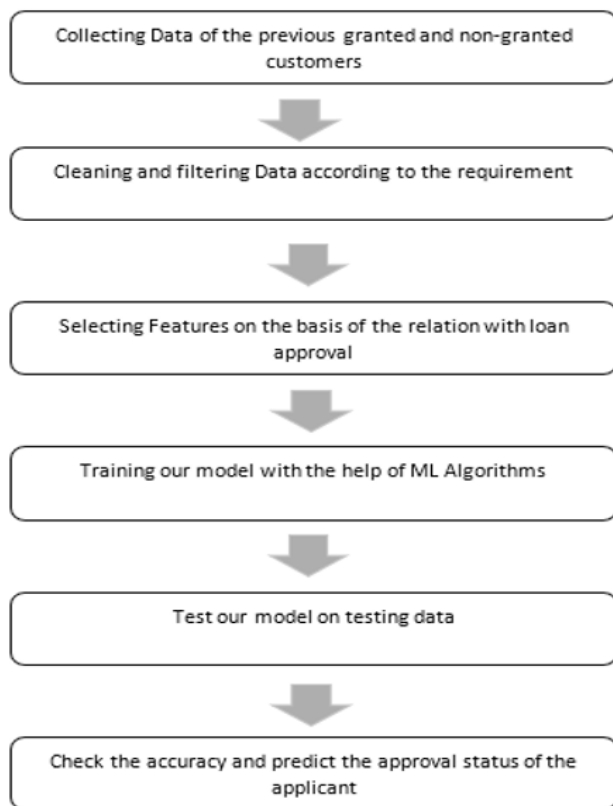 Collecting Data of the previous granted and non-granted
customers
Cleaning and filtering Data according to the requirement
Selecting Features on the basis of the relation with loan
approval
Training our model with the help of ML Algorithms
Test our model on testing data
Check the accuracy and predict the approval status of the
applicant